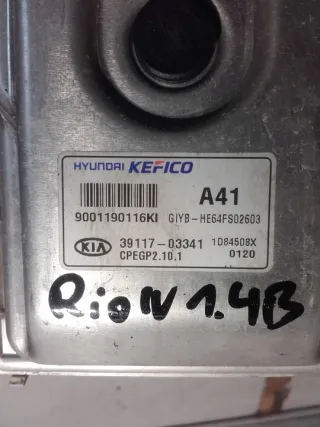 HYUNDAI KEFICO
A41
9001190116KI GIYB-HE64FS02603
KIA 39117-03341 1D84508X
CPEGP2.10.1 0120
Rio IV 1.4B